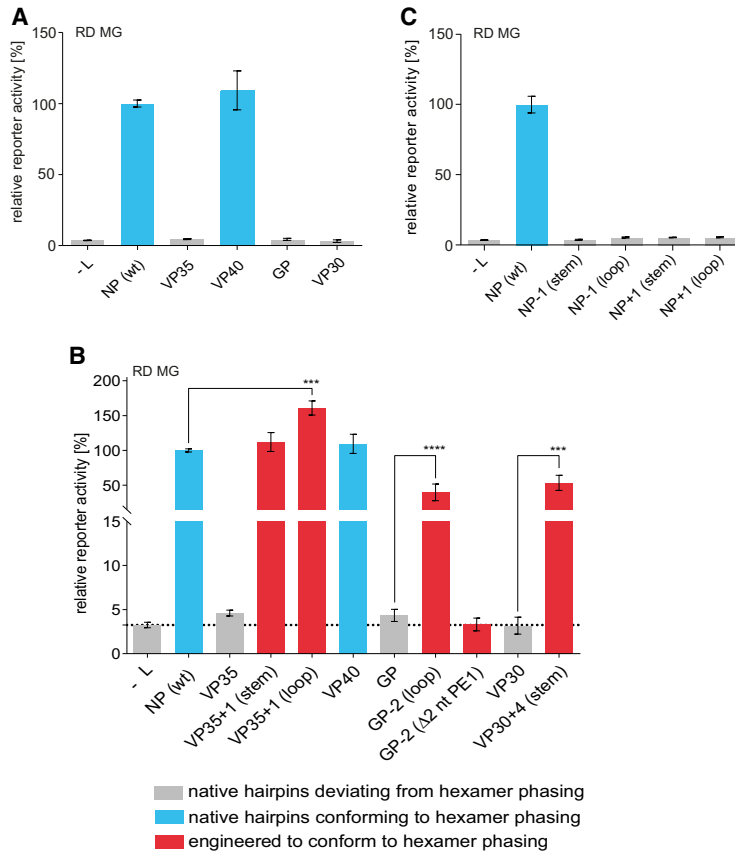 A
RD MG
relative reporter activity [%]
150
100
50
0
- L
NP (wt)
VP35
VP40
GP
VP30
C
RD MG
relative reporter activity [%]
150
100
50
0
- L
NP (wt)
NP-1 (stem)
NP-1 (loop)
NP+1 (stem)
NP+1 (loop)
B
RD MG
relative reporter activity [%]
200
150
100
50
15
10
5
0
***
****
***
- L
NP (wt)
VP35
VP35+1 (stem)
VP35+1 (loop)
VP40
GP
GP-2 (loop)
GP-2 (Δ2 nt PE1)
VP30
VP30+4 (stem)
native hairpins deviating from hexamer phasing
native hairpins conforming to hexamer phasing
engineered to conform to hexamer phasing